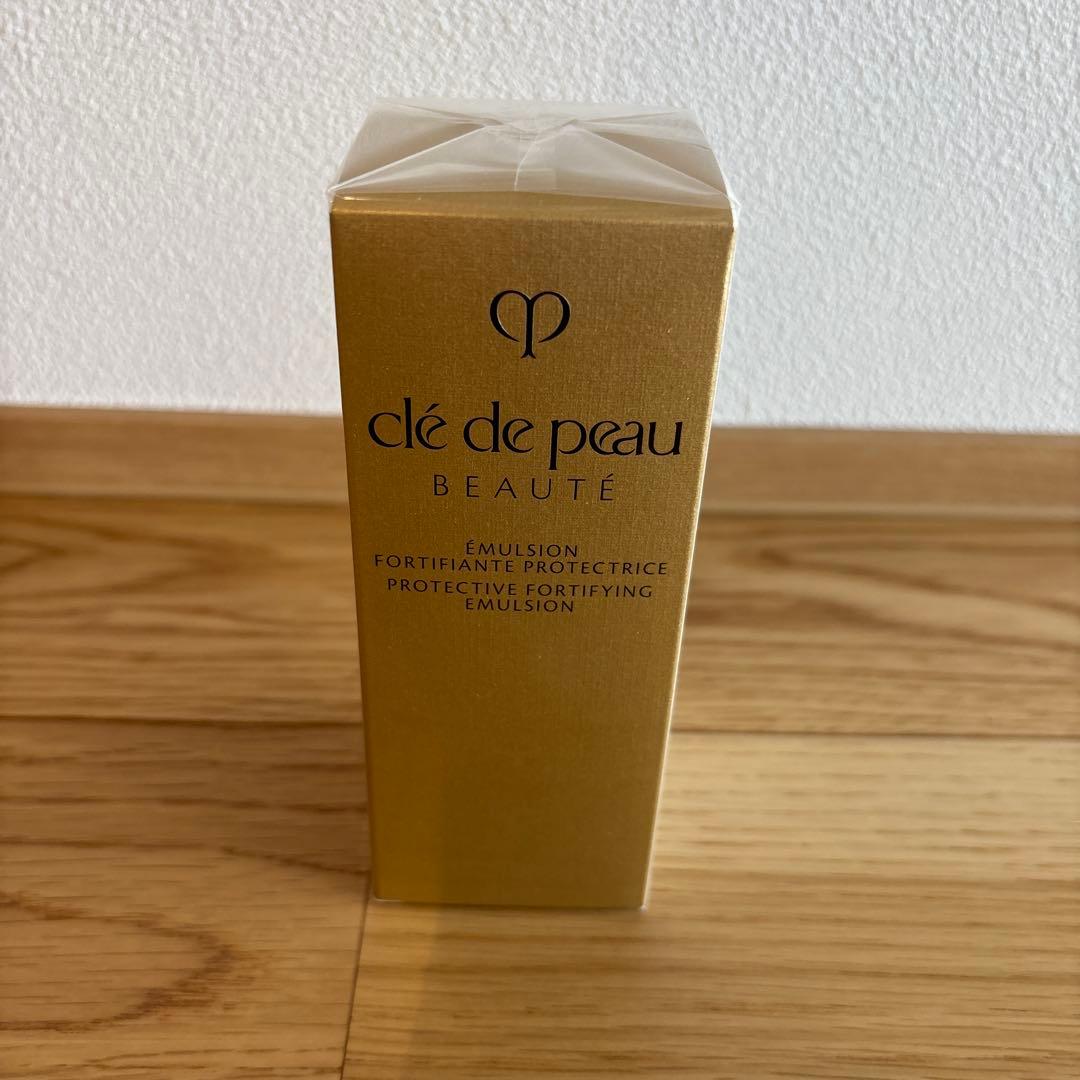 clé de peau
BEAUTÉ
ÉMULSION
FORTIFIANTE PROTECTRICE
PROTECTIVE FORTIFYING
EMULSION